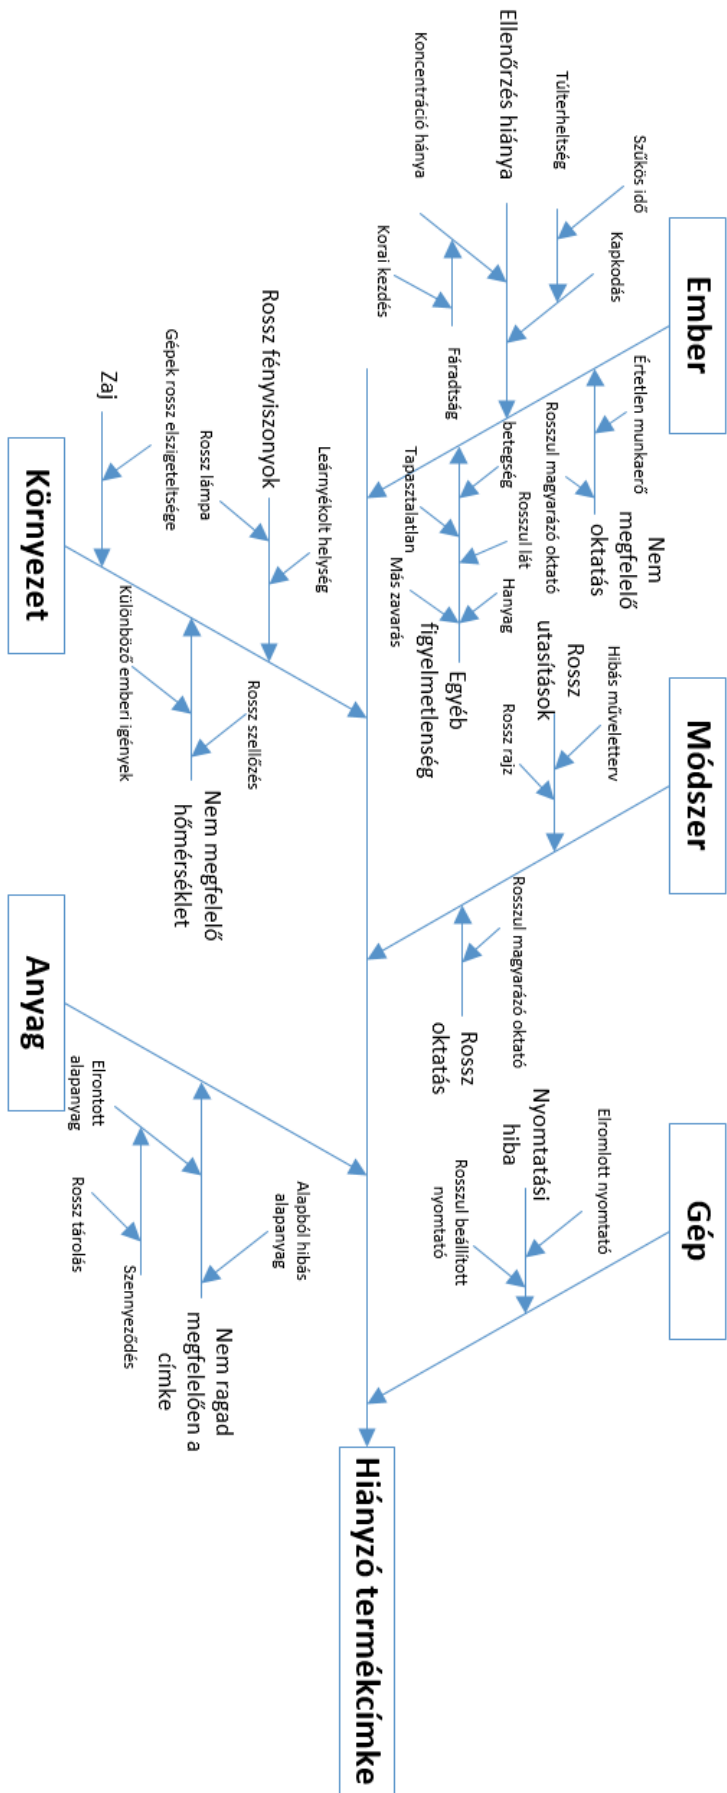 Ember
Szűkös idő
Túlterheltség
Kapkodás
Ellenőrzés hiánya
Koncentráció hánya
Korai kezdés
Fáradtság
Értetlen munkaerő
Rosszul magyarázó oktató
Nem
megfelelő
oktatás
betegség
Tapasztalatlan
Rosszul lát
Hanyag
Más zavarás
Egyéb
figyelmetlenség
Módszer
Hibás műveletterv
Rossz
utasítások
Rossz rajz
Rosszul magyarázó oktató
Rossz
oktatás
Gép
Elromlott nyomtató
Nyomtatási
hiba
Rosszul beállított
nyomtató
Hiányzó termékcímke
Környezet
Rossz fényviszonyok
Leárnyékolt helység
Rossz lámpa
Gépek rossz elszigeteltsége
Zaj
Különböző emberi igények
Rossz szellőzés
Nem megfelelő
hőmérséklet
Anyag
Elrontott
alapanyag
Rossz tárolás
Szennyeződés
Alapból hibás
alapanyag
Nem ragad
megfelelően a
címke